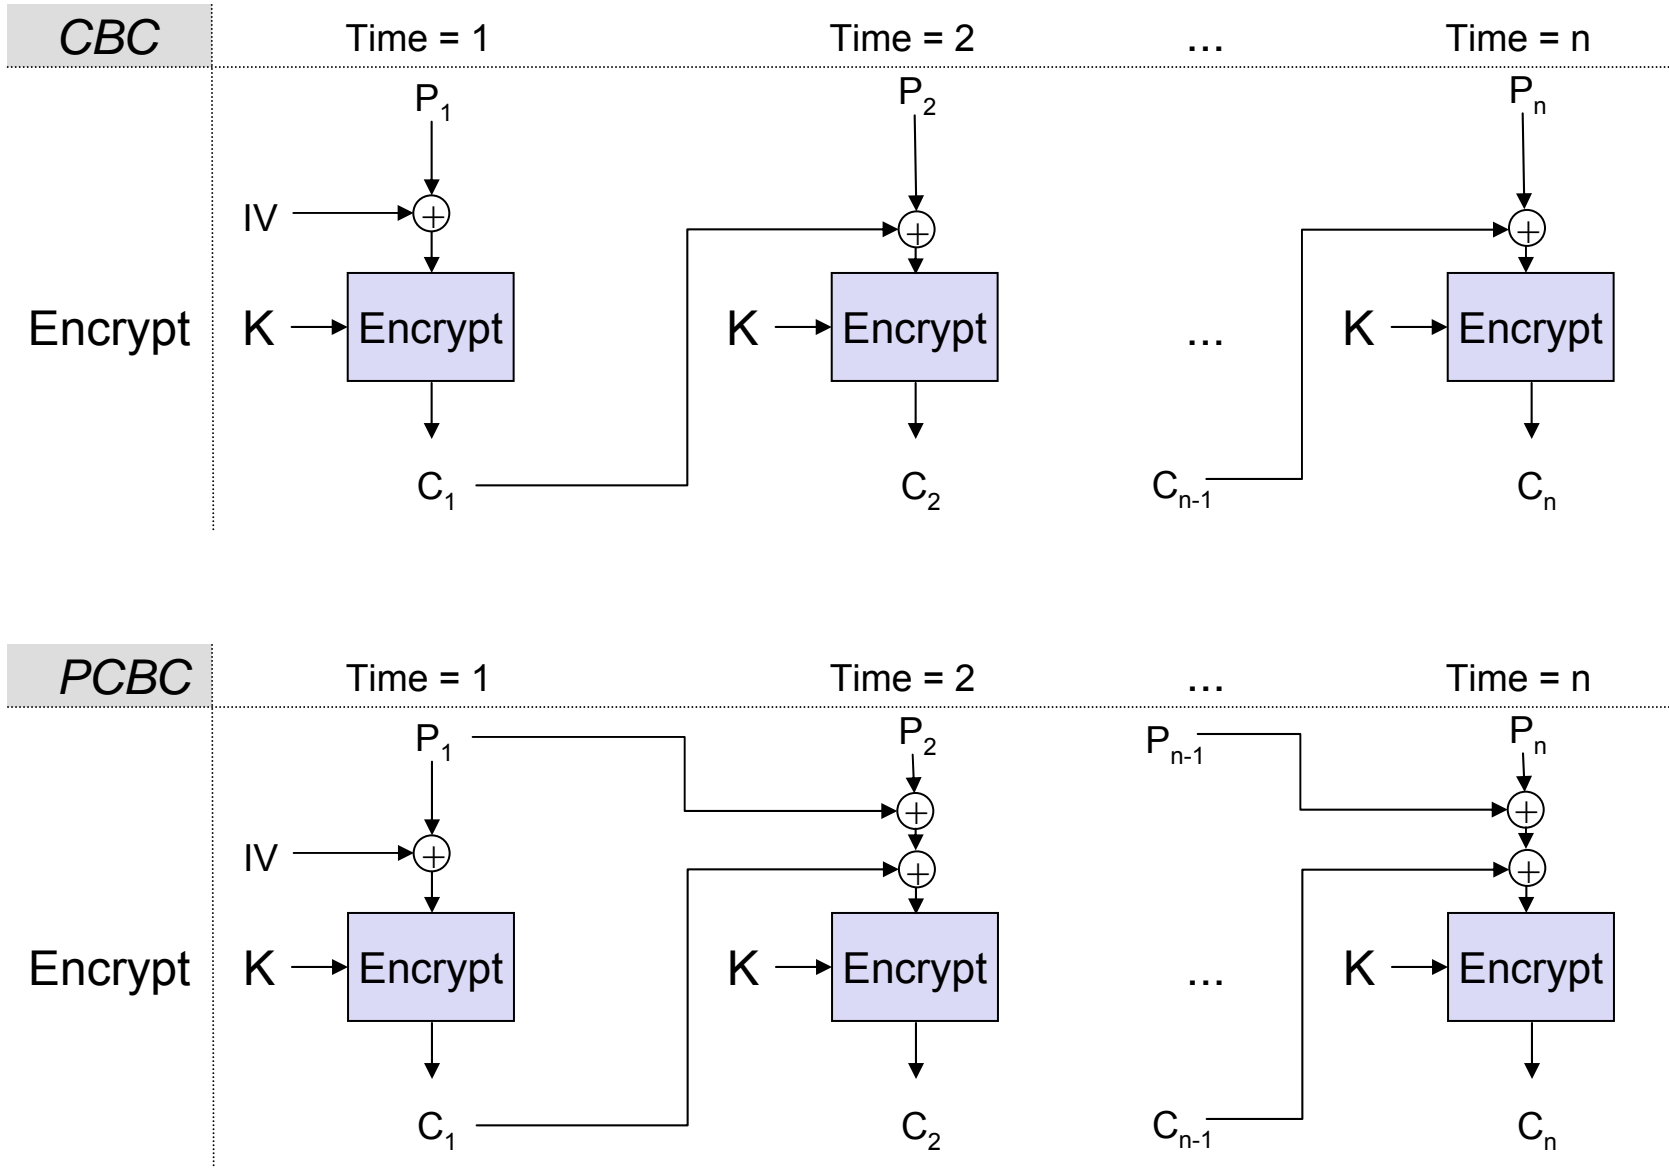 CBC Time = 1 Time = 2 ... Time = n
P1 P2 Pn
IV
+ + +
Encrypt K Encrypt K Encrypt ... K Encrypt
C1 C2 Cn-1 Cn
PCBC Time = 1 Time = 2 ... Time = n
P1 P2 Pn-1 Pn
+ +
IV + + +
Encrypt K Encrypt K Encrypt ... K Encrypt
C1 C2 Cn-1 Cn